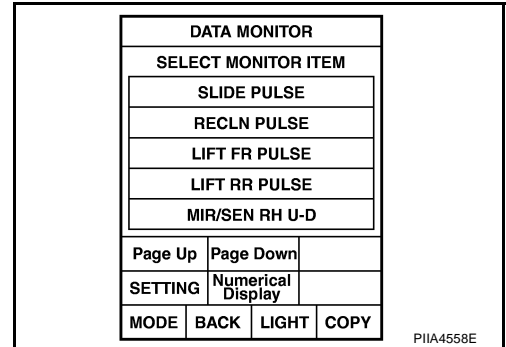 DATA MONITOR
SELECT MONITOR ITEM
SLIDE PULSE
RECLN PULSE
LIFT FR PULSE
LIFT RR PULSE
MIR/SEN RH U-D
Page Up Page Down
SETTING Numerical Display
MODE BACK LIGHT COPY
PIIA4558E